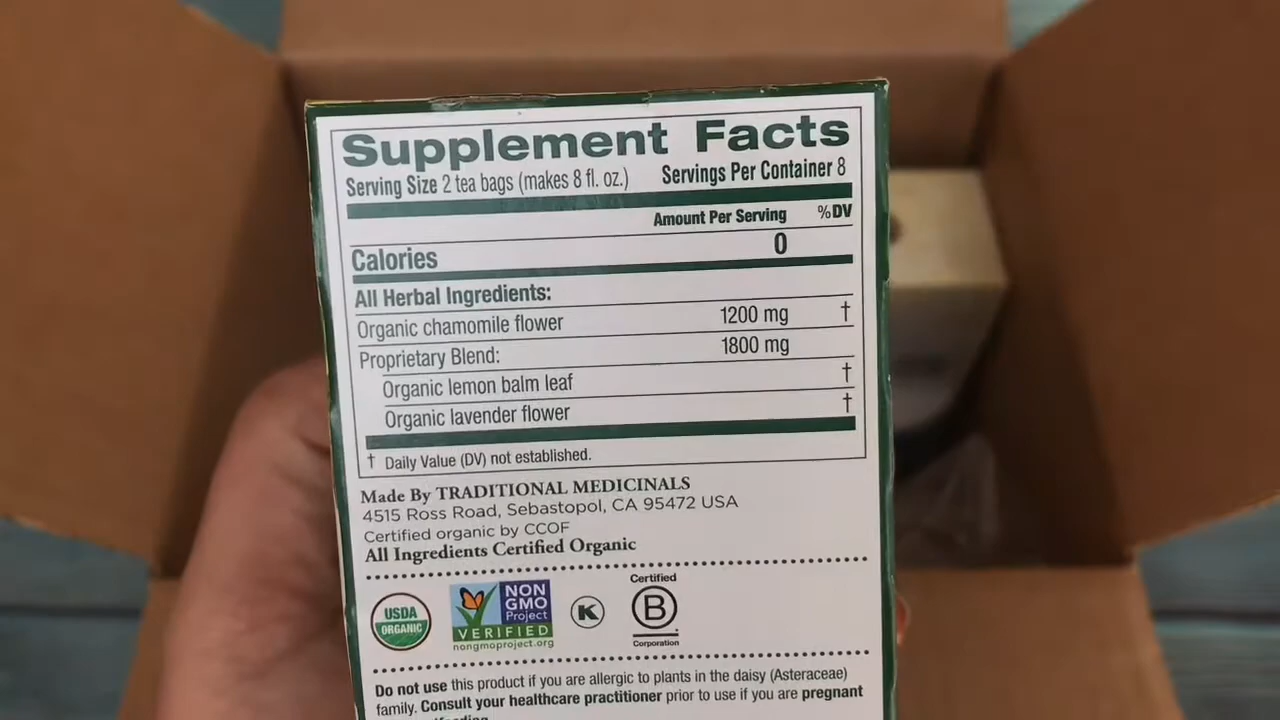 Supplement Facts
Serving Size 2 tea bags (makes 8 fl. oz.) Servings Per Container 8
Amount Per Serving %DV
Calories 0
All Herbal Ingredients:
Organic chamomile flower 1200 mg †
Proprietary Blend: 1800 mg
Organic lemon balm leaf †
Organic lavender flower †
† Daily Value (DV) not established.
Made By TRADITIONAL MEDICINALS
4515 Ross Road, Sebastopol, CA 95472 USA
Certified organic by CCOF
All Ingredients Certified Organic
USDA
ORGANIC
NON
GMO
Project
VERIFIED
nongmoproject.org
K
Certified
B
Corporation
Do not use this product if you are allergic to plants in the daisy (Asteraceae)
family. Consult your healthcare practitioner prior to use if you are pregnant